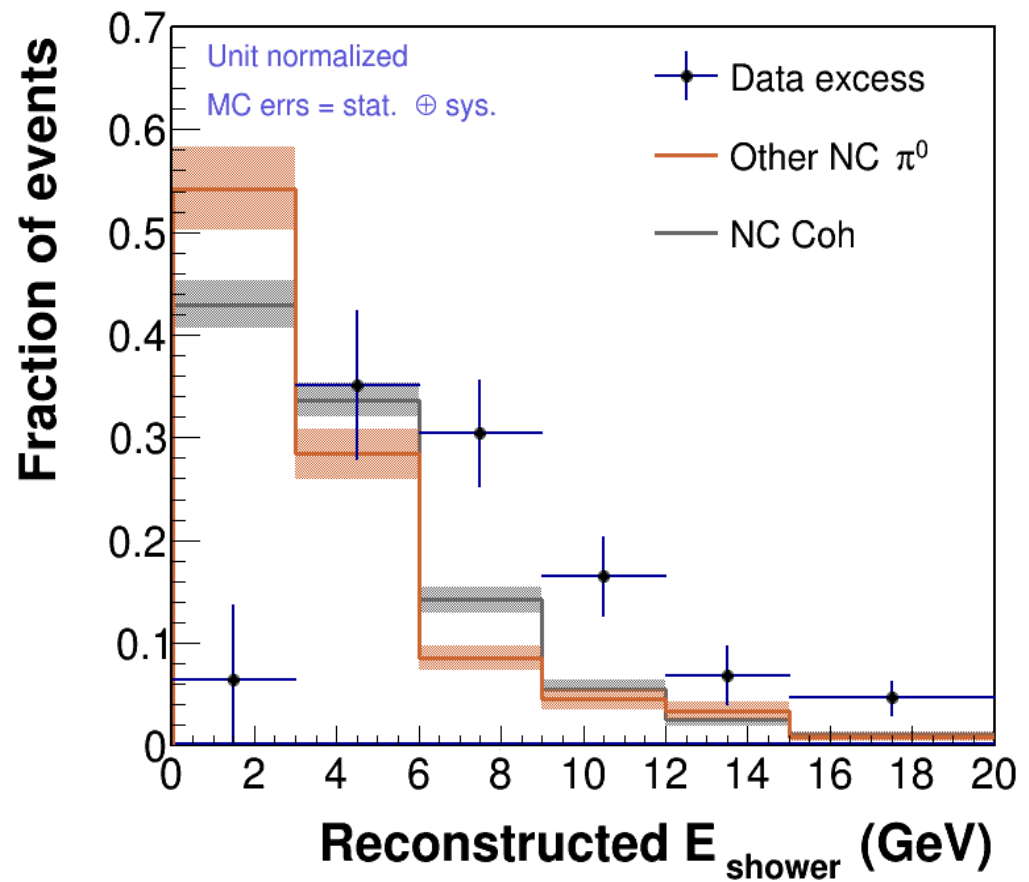 Unit normalized
MC errs = stat. ⊕ sys.
Data excess
Other NC π⁰
NC Coh
Fraction of events
0.7
0.6
0.5
0.4
0.3
0.2
0.1
0
0 2 4 6 8 10 12 14 16 18 20
Reconstructed E shower (GeV)